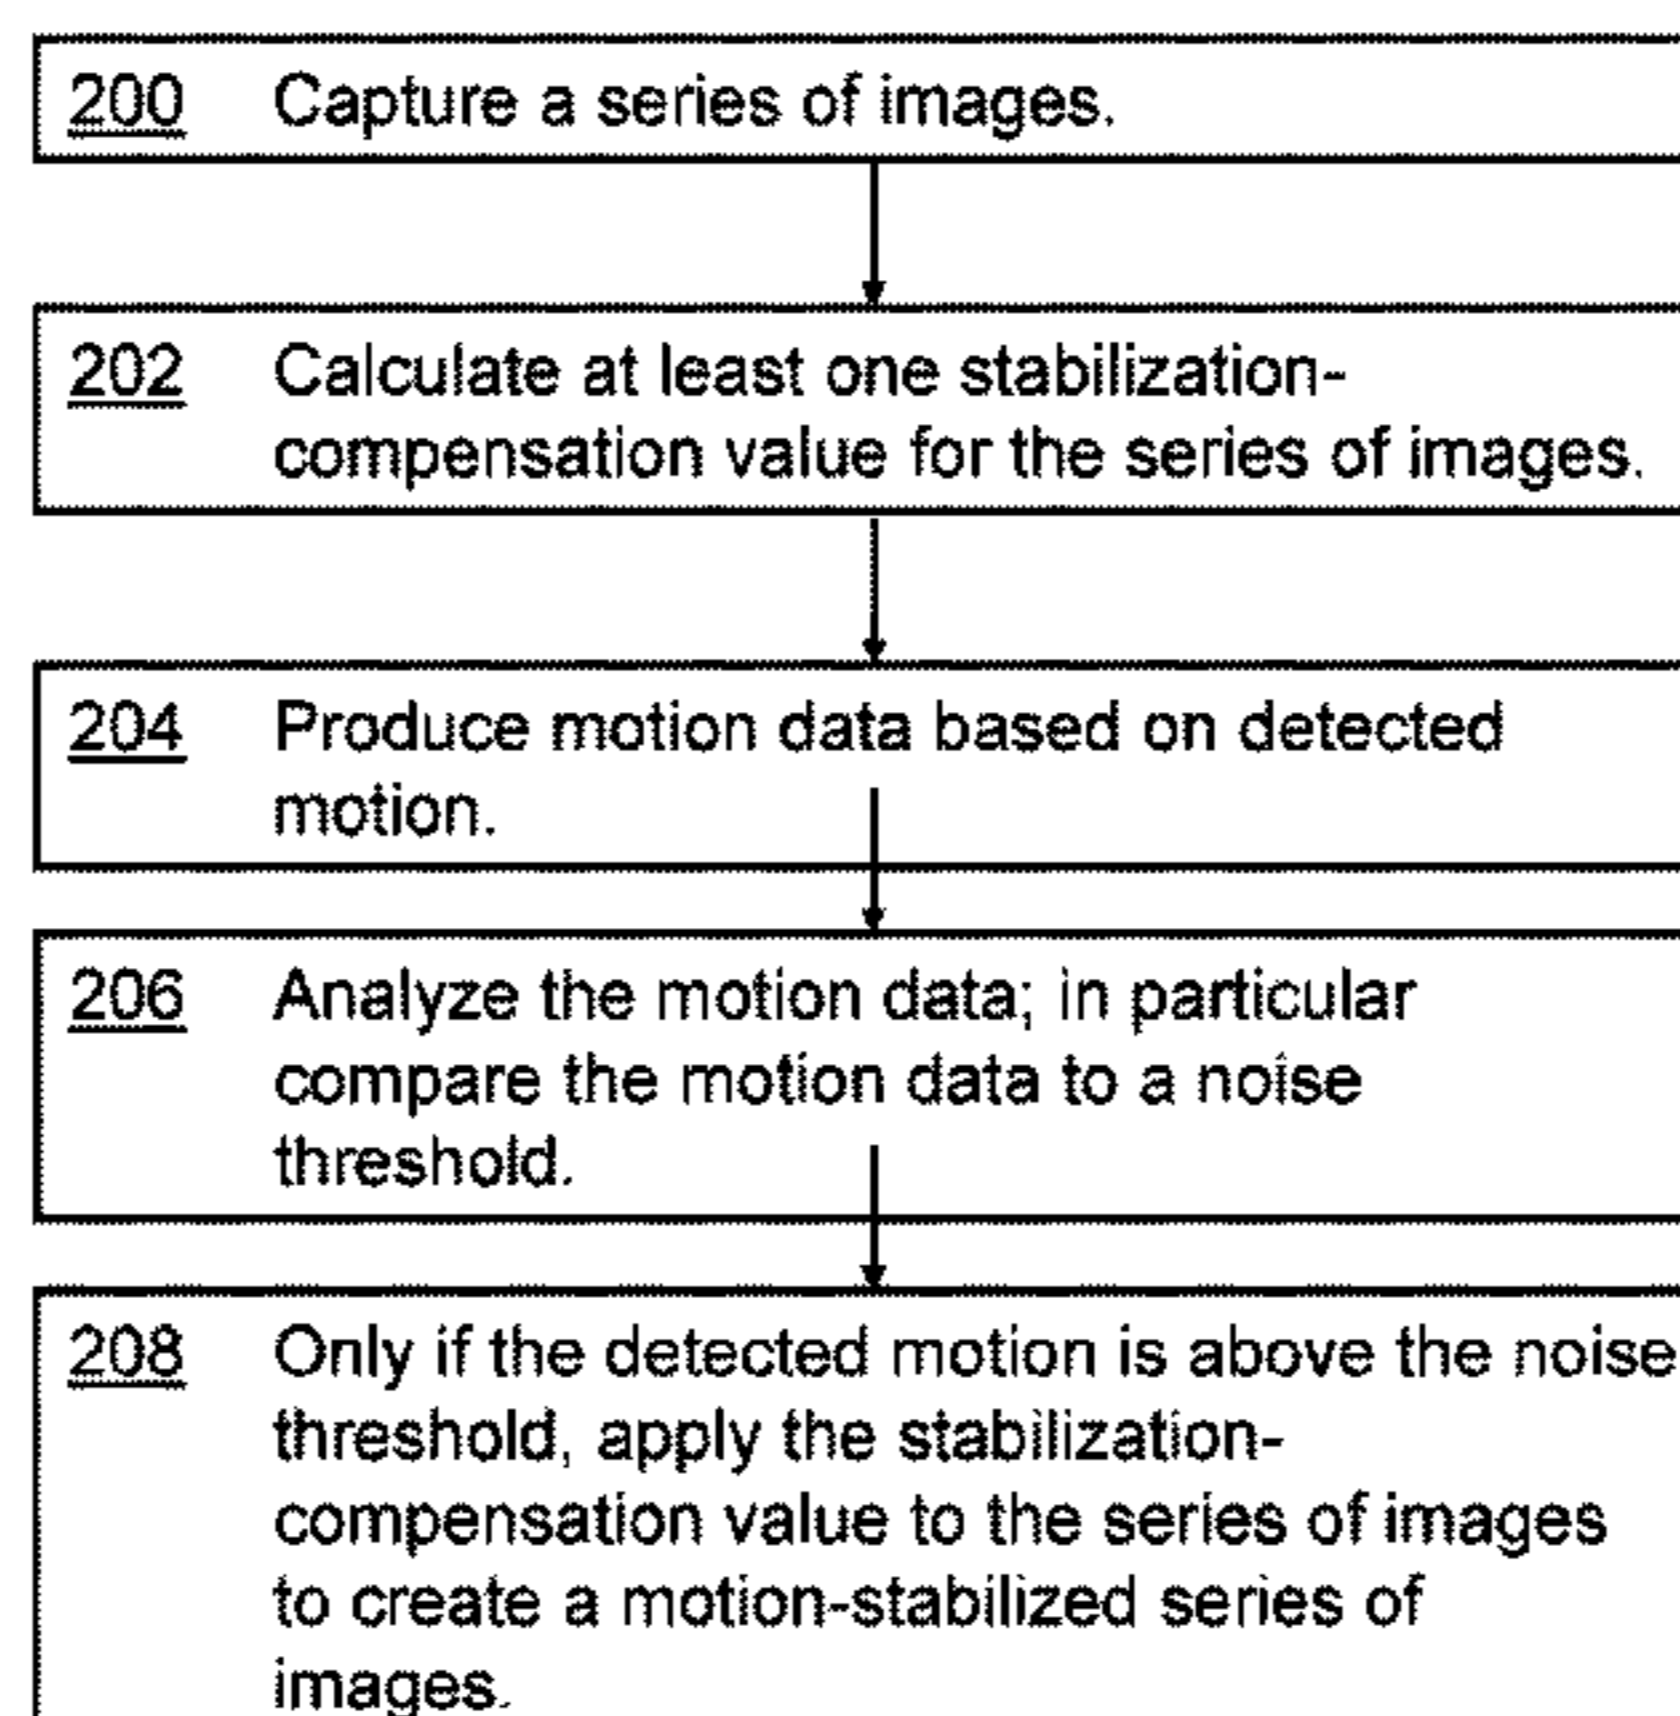 200 Capture a series of images.
202 Calculate at least one stabilization-
compensation value for the series of images.
204 Produce motion data based on detected
motion.
206 Analyze the motion data; in particular
compare the motion data to a noise
threshold.
208 Only if the detected motion is above the noise
threshold, apply the stabilization-
compensation value to the series of images
to create a motion-stabilized series of
images.